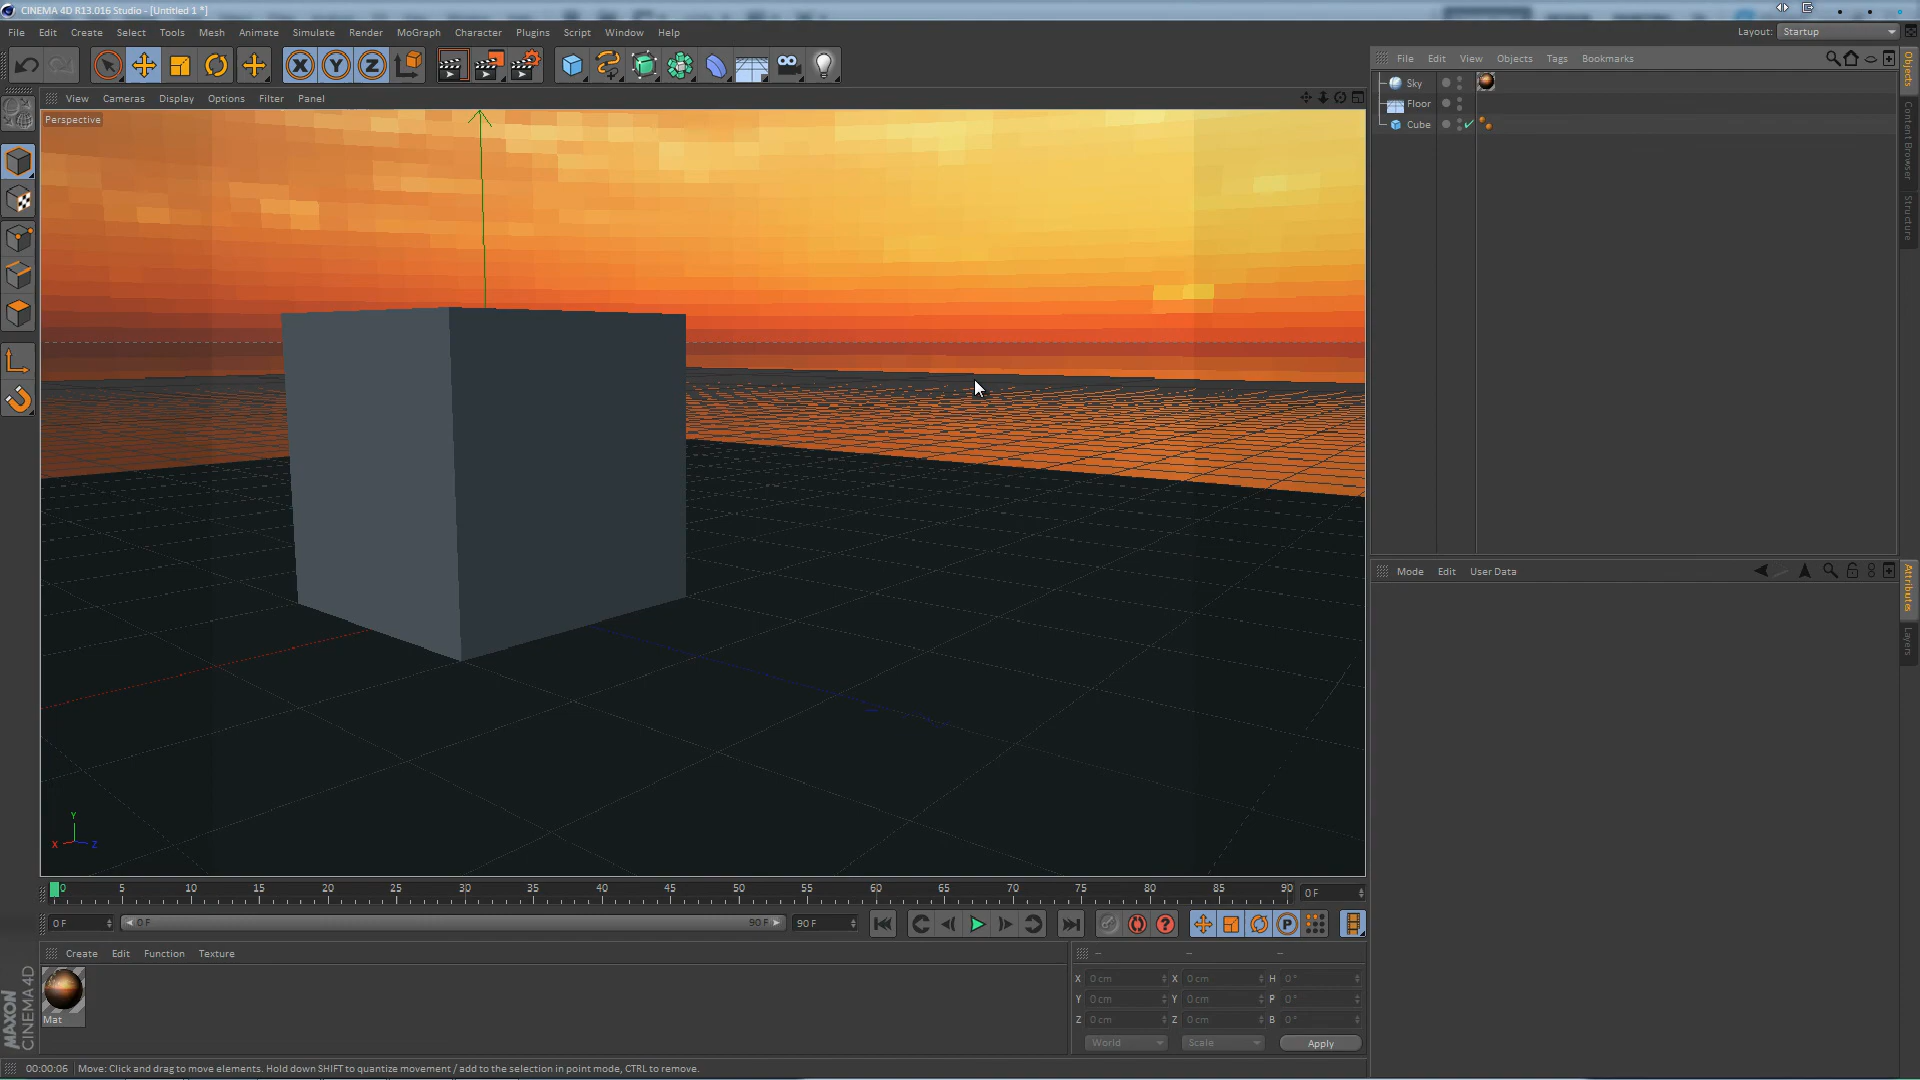 CINEMA 4D R13.016 Studio - [Untitled 1 *]
File Edit Create Select Tools Mesh Animate Simulate Render MoGraph Character Plugins Script Window Help
Layout: Startup
X Y Z
View Cameras Display Options Filter Panel
Perspective
File Edit View Objects Tags Bookmarks
Sky
Floor
Cube
Objects
Content Browser
Structure
Mode Edit User Data
Attributes
Layers
Y
X Z
0 5 10 15 20 25 30 35 40 45 50 55 60 65 70 75 80 85 90 0 F
0 F 0 F 90 F 90 F
? P
Create Edit Function Texture
Mat
-- -- --
X 0 cm X 0 cm H 0 °
Y 0 cm Y 0 cm P 0 °
Z 0 cm Z 0 cm B 0 °
World Scale Apply
MAXON
CINEMA 4D
00:00:06 Move: Click and drag to move elements. Hold down SHIFT to quantize movement / add to the selection in point mode, CTRL to remove.